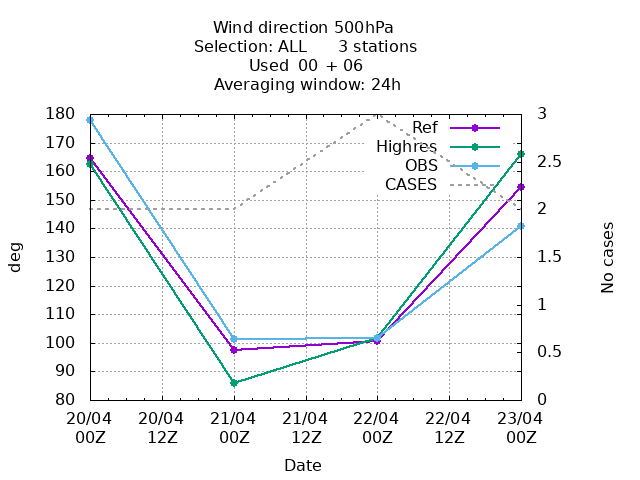 Wind direction 500hPa
Selection: ALL      3 stations
Used  00 + 06
Averaging window: 24h
180
170
160
150
140
130
120
110
100
90
80
deg
3
2.5
2
1.5
1
0.5
0
No cases
Ref
Highres
OBS
CASES
20/04 20/04 21/04 21/04 22/04 22/04 23/04
00Z 12Z 00Z 12Z 00Z 12Z 00Z
Date